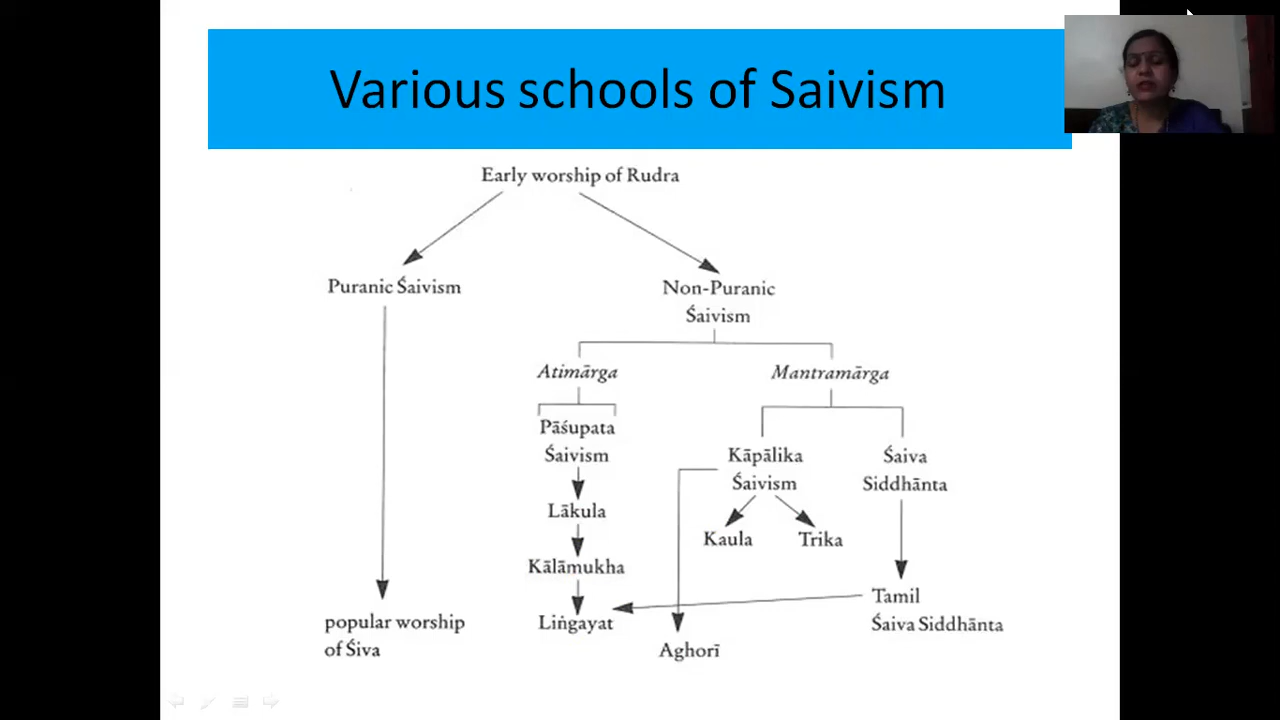 Various schools of Saivism
Early worship of Rudra
Puranic Śaivism
Non-Puranic
Śaivism
Atimārga
Mantramārga
Pāśupata
Śaivism
Kāpālika
Śaivism
Śaiva
Siddhānta
Lākula
Kaula
Trika
Kālāmukha
Tamil
Śaiva Siddhānta
popular worship
of Śiva
Liṅgayat
Aghorī